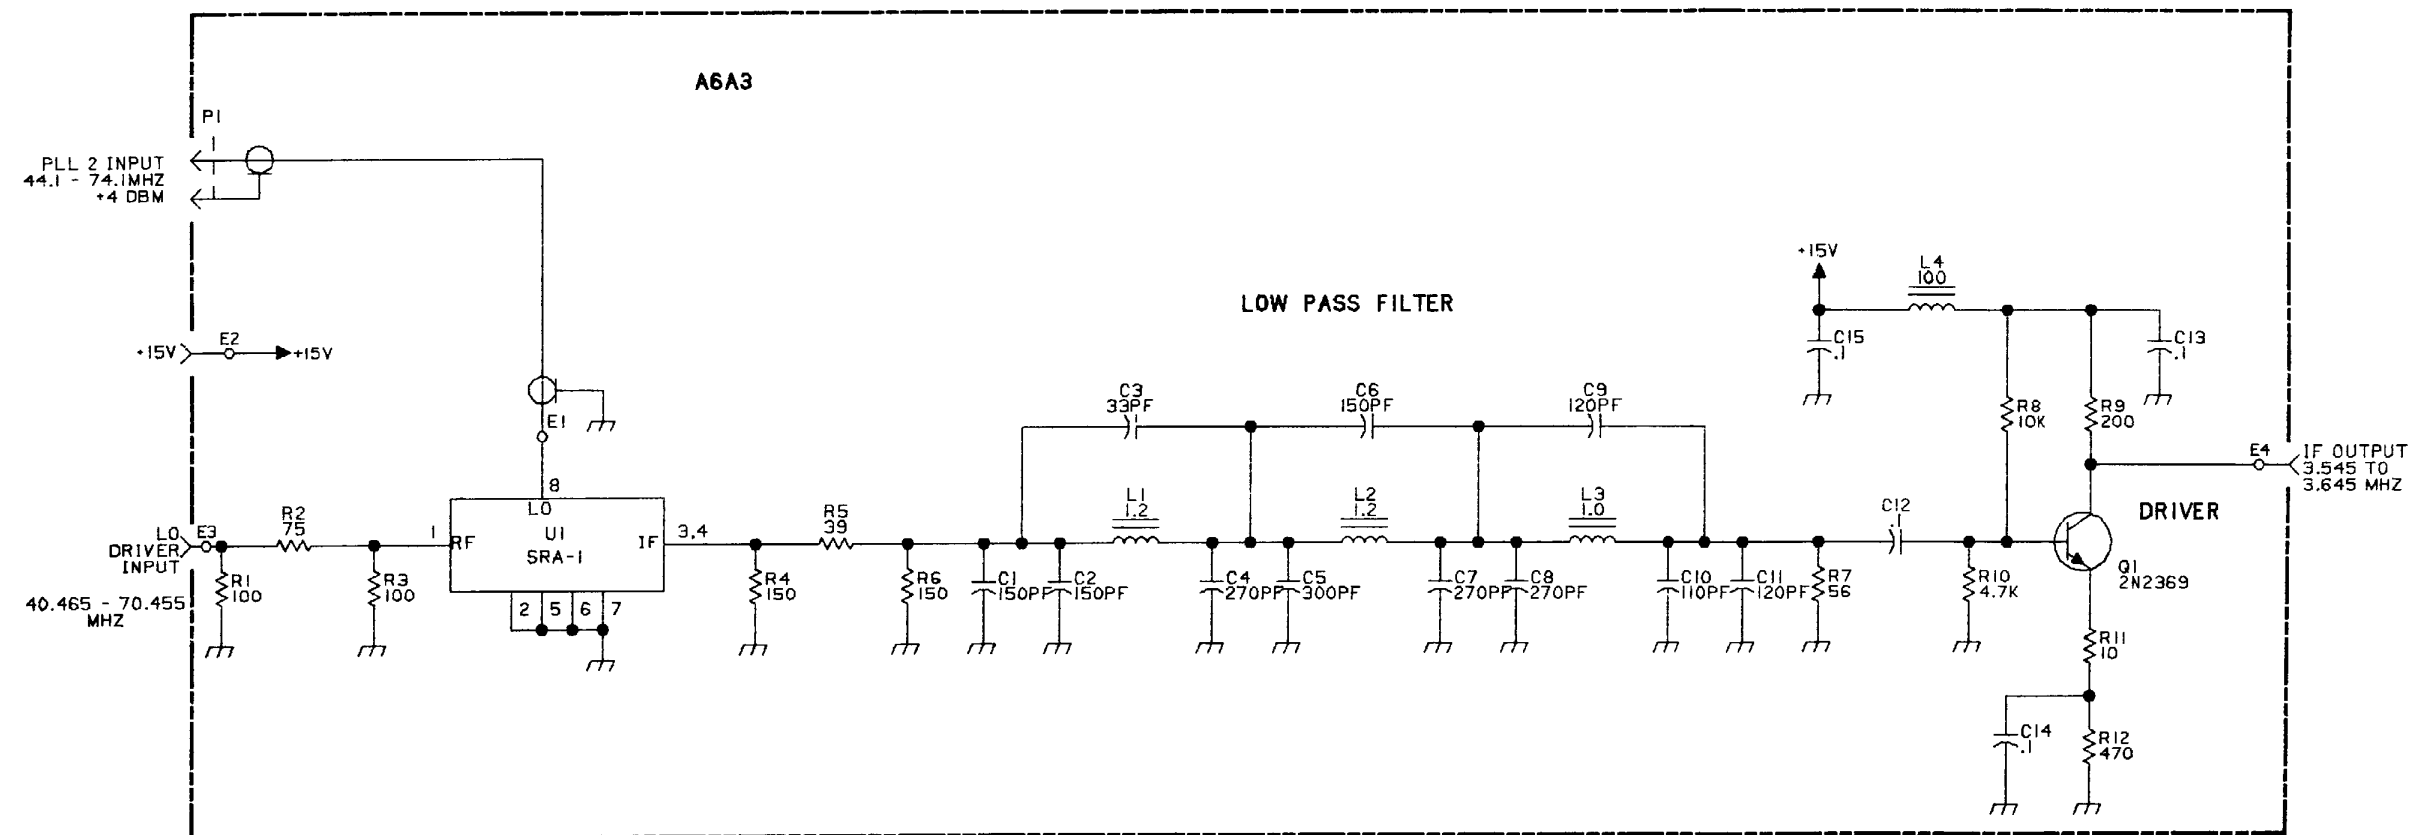 A6A3
P1
PLL 2 INPUT
44.1 - 74.1MHZ
+4 DBM
+15V
E2
+15V
E1
8
LO
1
RF
U1
SRA-1
IF
3,4
2
5
6
7
LO
DRIVER
INPUT
E3
40.465 - 70.455
MHZ
R1
100
R2
75
R3
100
R4
150
R5
39
R6
150
LOW PASS FILTER
C3
33PF
C6
150PF
C9
120PF
L1
1.2
L2
1.2
L3
1.0
C1
150PF
C2
150PF
C4
270PF
C5
300PF
C7
270PF
C8
270PF
C10
110PF
C11
120PF
R7
56
C12
.1
R10
4.7K
+15V
C15
.1
L4
100
R8
10K
R9
200
C13
.1
E4
IF OUTPUT
3.545 TO
3.645 MHZ
DRIVER
Q1
2N2369
R11
10
C14
.1
R12
470